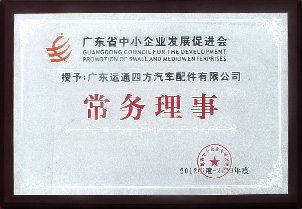 广东省中小企业发展促进会
GUANGDONG COUNCIL FOR THE DEVELOPMENT
PROMOTION OF SMALL AND MEDIUM ENTERPRISES
授予:广东运通四方汽车配件有限公司
常务理事